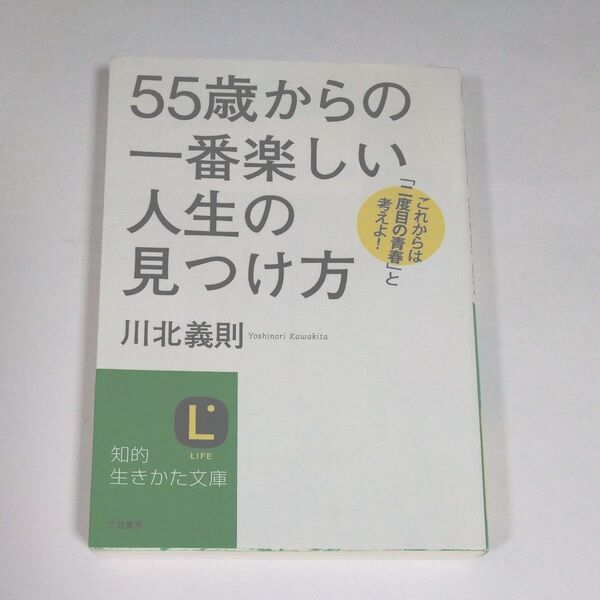 55歳からの
一番楽しい
人生の
見つけ方
これからは
「二度目の青春」と
考えよ!
川北義則
Yoshinori Kawakita
L
LIFE
知的
生きかた文庫
三笠書房